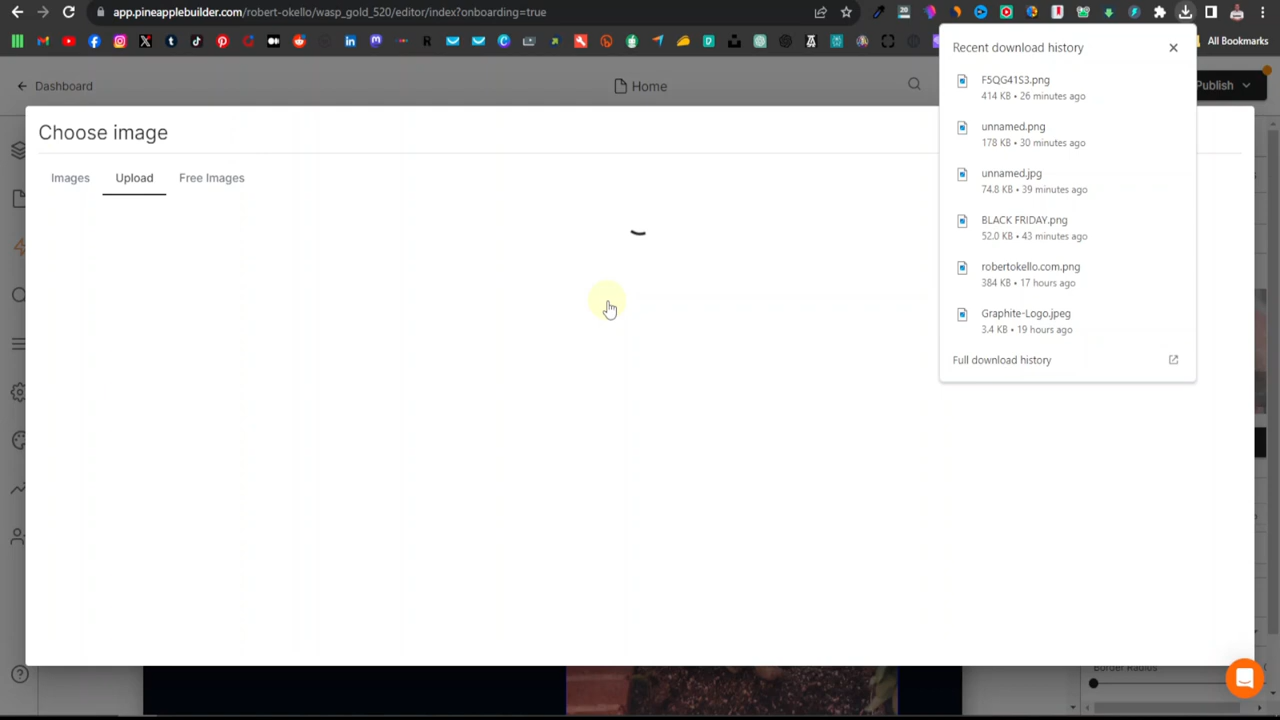 app.pineapplebuilder.com/robert-okello/wasp_gold_520/editor/index?onboarding=true
All Bookmarks
Recent download history
Dashboard
Home
Publish
F5QG41S3.png
414 KB • 26 minutes ago
Choose image
unnamed.png
178 KB • 30 minutes ago
Images
Upload
Free Images
unnamed.jpg
74.8 KB • 39 minutes ago
BLACK FRIDAY.png
52.0 KB • 43 minutes ago
robertokello.com.png
384 KB • 17 hours ago
Graphite-Logo.jpeg
3.4 KB • 19 hours ago
Full download history
Border Radius